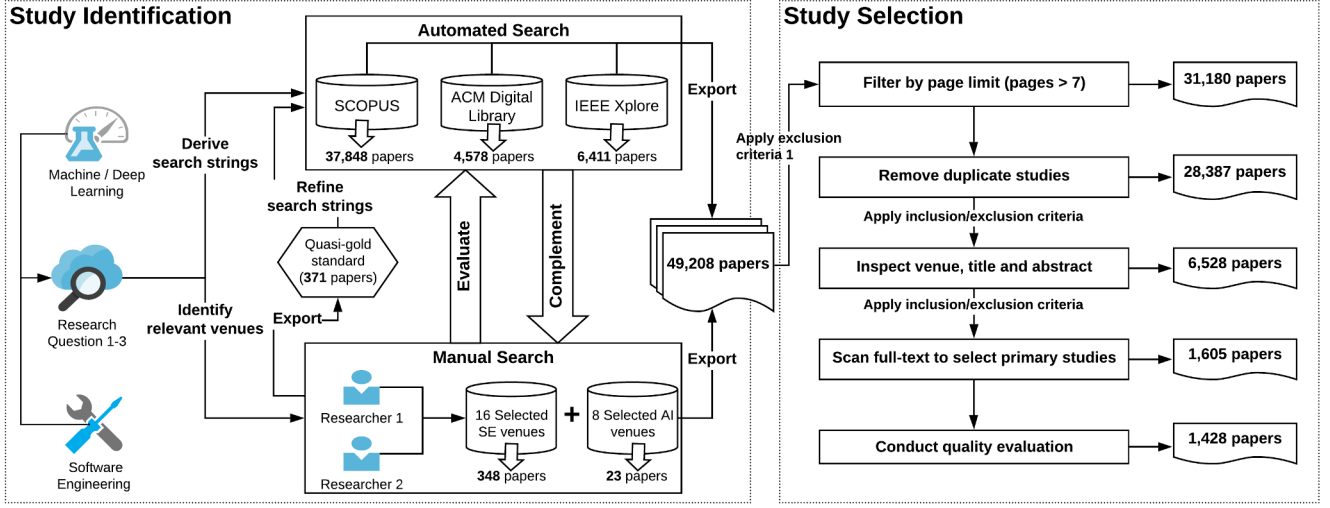 Study Identification
Automated Search
SCOPUS
37,848 papers
ACM Digital
Library
4,578 papers
IEEE Xplore
6,411 papers
Export
Machine / Deep
Learning
Derive
search strings
Refine
search strings
Quasi-gold
standard
(371 papers)
Export
Evaluate
Complement
49,208 papers
Research
Question 1-3
Identify
relevant venues
Manual Search
Researcher 1
Researcher 2
16 Selected
SE venues
348 papers
+
8 Selected AI
venues
23 papers
Export
Software
Engineering
Study Selection
Apply exclusion
criteria 1
Filter by page limit (pages > 7)
31,180 papers
Remove duplicate studies
28,387 papers
Apply inclusion/exclusion criteria
Inspect venue, title and abstract
6,528 papers
Apply inclusion/exclusion criteria
Scan full-text to select primary studies
1,605 papers
Conduct quality evaluation
1,428 papers